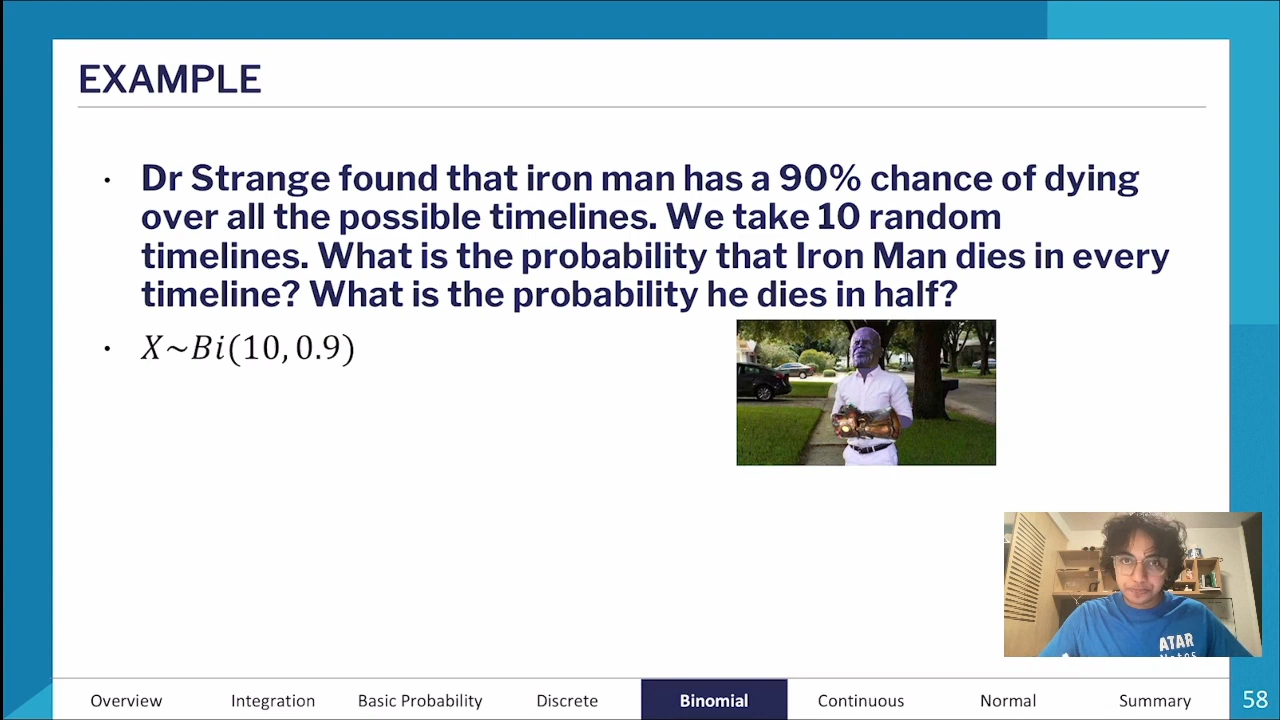 EXAMPLE
· Dr Strange found that iron man has a 90% chance of dying
over all the possible timelines. We take 10 random
timelines. What is the probability that Iron Man dies in every
timeline? What is the probability he dies in half?
· X~Bi(10, 0.9)
ATAR
Notes
Overview Integration Basic Probability Discrete Binomial Continuous Normal Summary 58